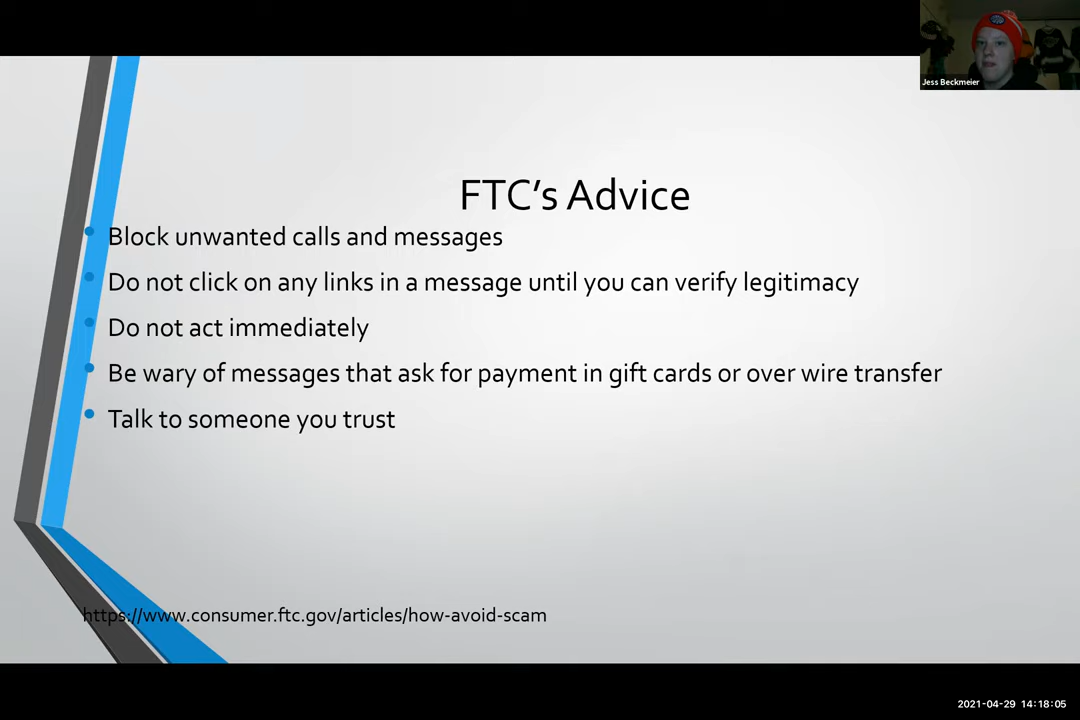 Jess Beckmeier
FTC’s Advice
Block unwanted calls and messages
Do not click on any links in a message until you can verify legitimacy
Do not act immediately
Be wary of messages that ask for payment in gift cards or over wire transfer
Talk to someone you trust
https://www.consumer.ftc.gov/articles/how-avoid-scam
2021-04-29 14:18:05